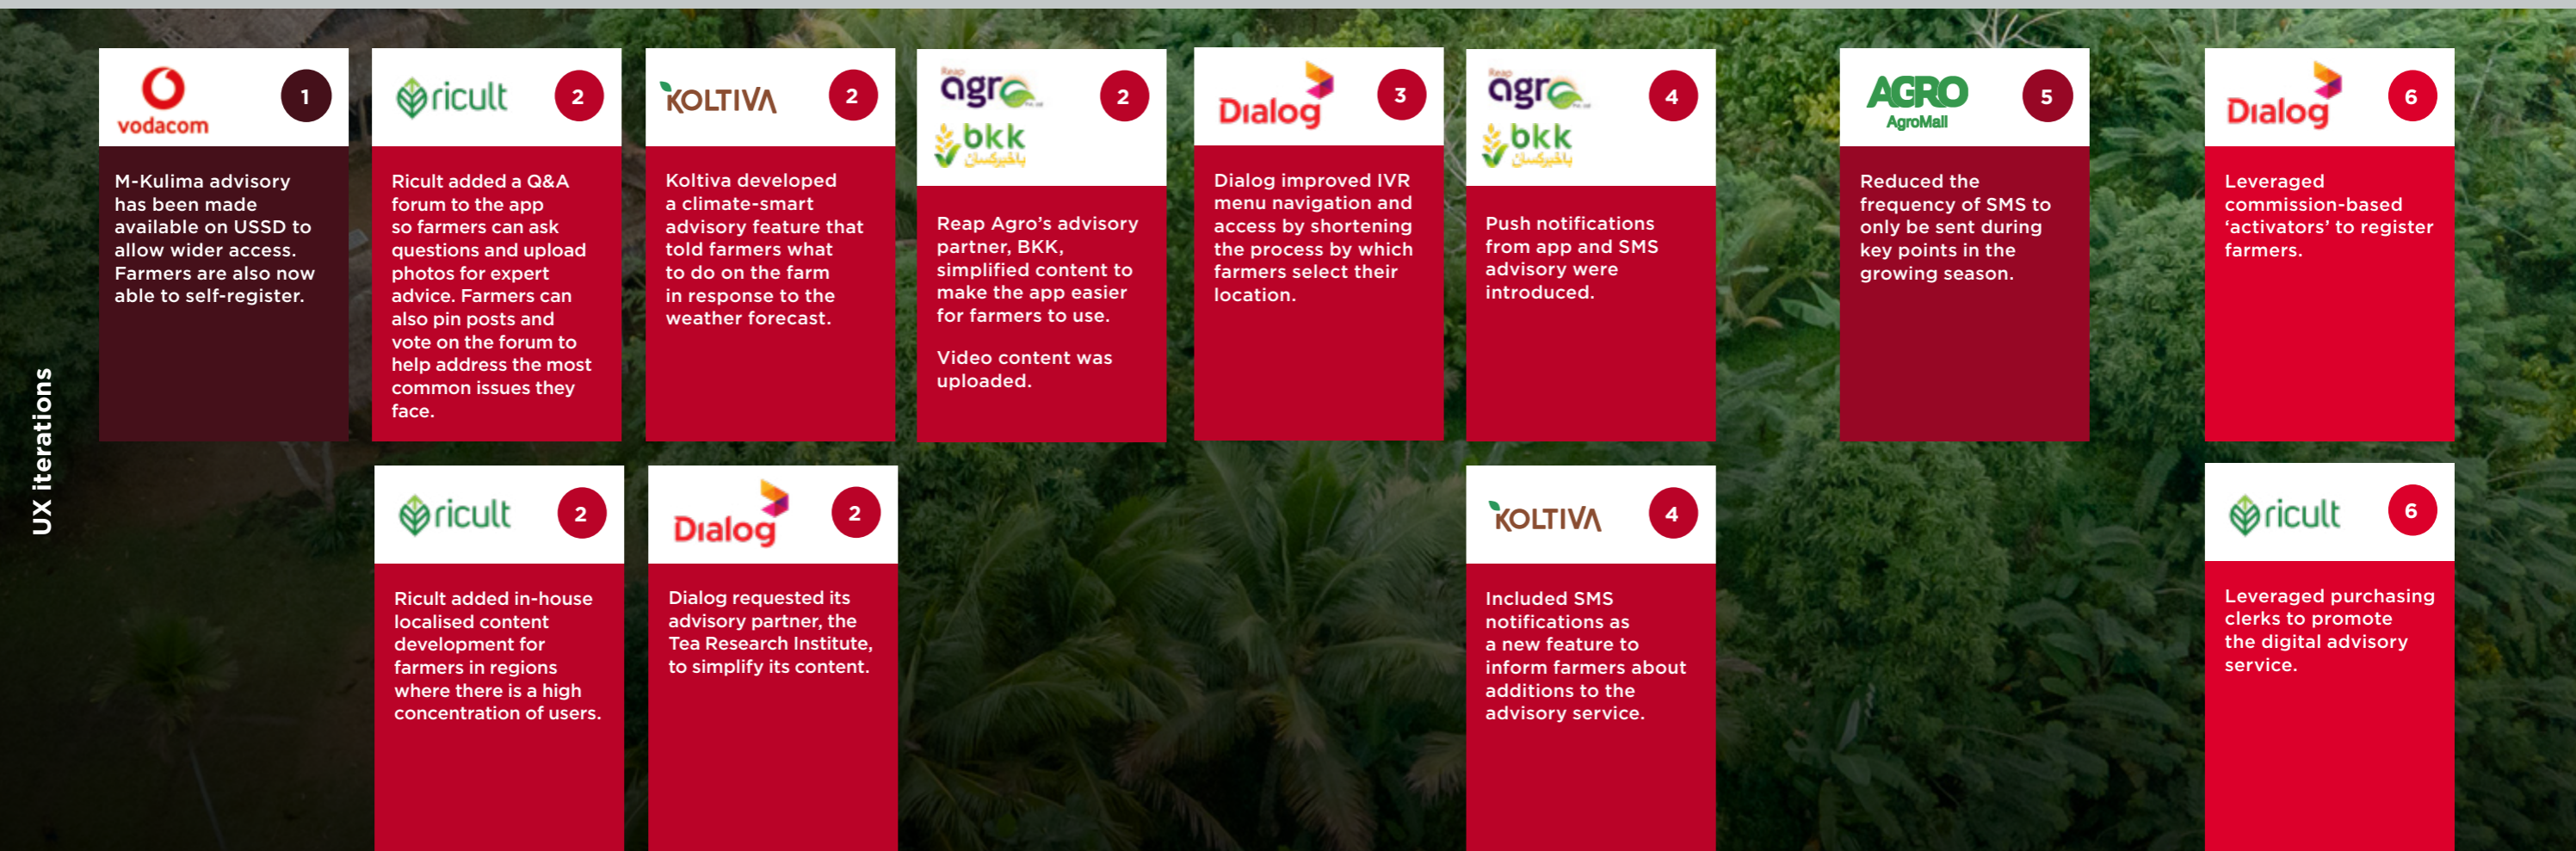 UX iterations
vodacom
1
M-Kulima advisory
has been made
available on USSD to
allow wider access.
Farmers are also now
able to self-register.
ricult
2
Ricult added a Q&A
forum to the app
so farmers can ask
questions and upload
photos for expert
advice. Farmers can
also pin posts and
vote on the forum to
help address the most
common issues they
face.
KOLTIVA
2
Koltiva developed
a climate-smart
advisory feature that
told farmers what
to do on the farm
in response to the
weather forecast.
Reap
agro
bkk
باخبر کسان
2
Reap Agro’s advisory
partner, BKK,
simplified content to
make the app easier
for farmers to use.
Video content was
uploaded.
Dialog
3
Dialog improved IVR
menu navigation and
access by shortening
the process by which
farmers select their
location.
Reap
agro
bkk
باخبر کسان
4
Push notifications
from app and SMS
advisory were
introduced.
AGRO
AgroMall
5
Reduced the
frequency of SMS to
only be sent during
key points in the
growing season.
Dialog
6
Leveraged
commission-based
‘activators’ to register
farmers.
ricult
2
Ricult added in-house
localised content
development for
farmers in regions
where there is a high
concentration of users.
Dialog
2
Dialog requested its
advisory partner, the
Tea Research Institute,
to simplify its content.
KOLTIVA
4
Included SMS
notifications as
a new feature to
inform farmers about
additions to the
advisory service.
ricult
6
Leveraged purchasing
clerks to promote
the digital advisory
service.